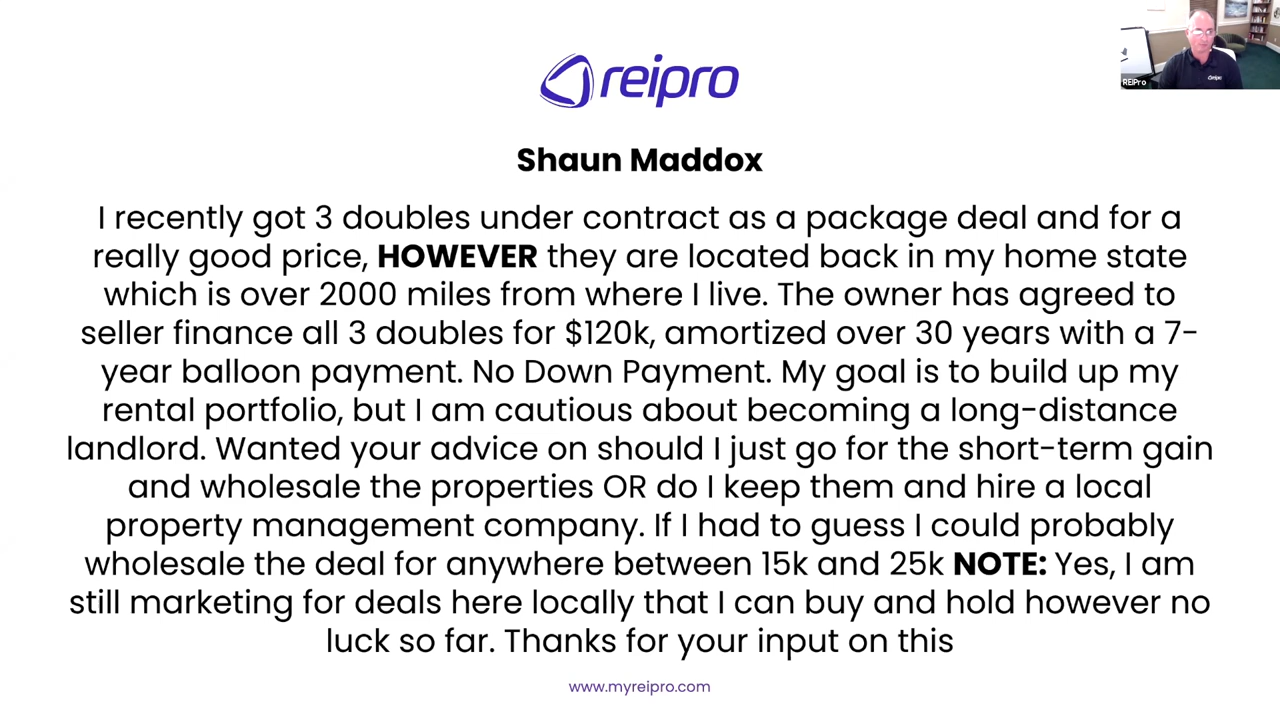 reipro
REIPro
Shaun Maddox
I recently got 3 doubles under contract as a package deal and for a
really good price, HOWEVER they are located back in my home state
which is over 2000 miles from where I live. The owner has agreed to
seller finance all 3 doubles for $120k, amortized over 30 years with a 7-
year balloon payment. No Down Payment. My goal is to build up my
rental portfolio, but I am cautious about becoming a long-distance
landlord. Wanted your advice on should I just go for the short-term gain
and wholesale the properties OR do I keep them and hire a local
property management company. If I had to guess I could probably
wholesale the deal for anywhere between 15k and 25k NOTE: Yes, I am
still marketing for deals here locally that I can buy and hold however no
luck so far. Thanks for your input on this
www.myreipro.com